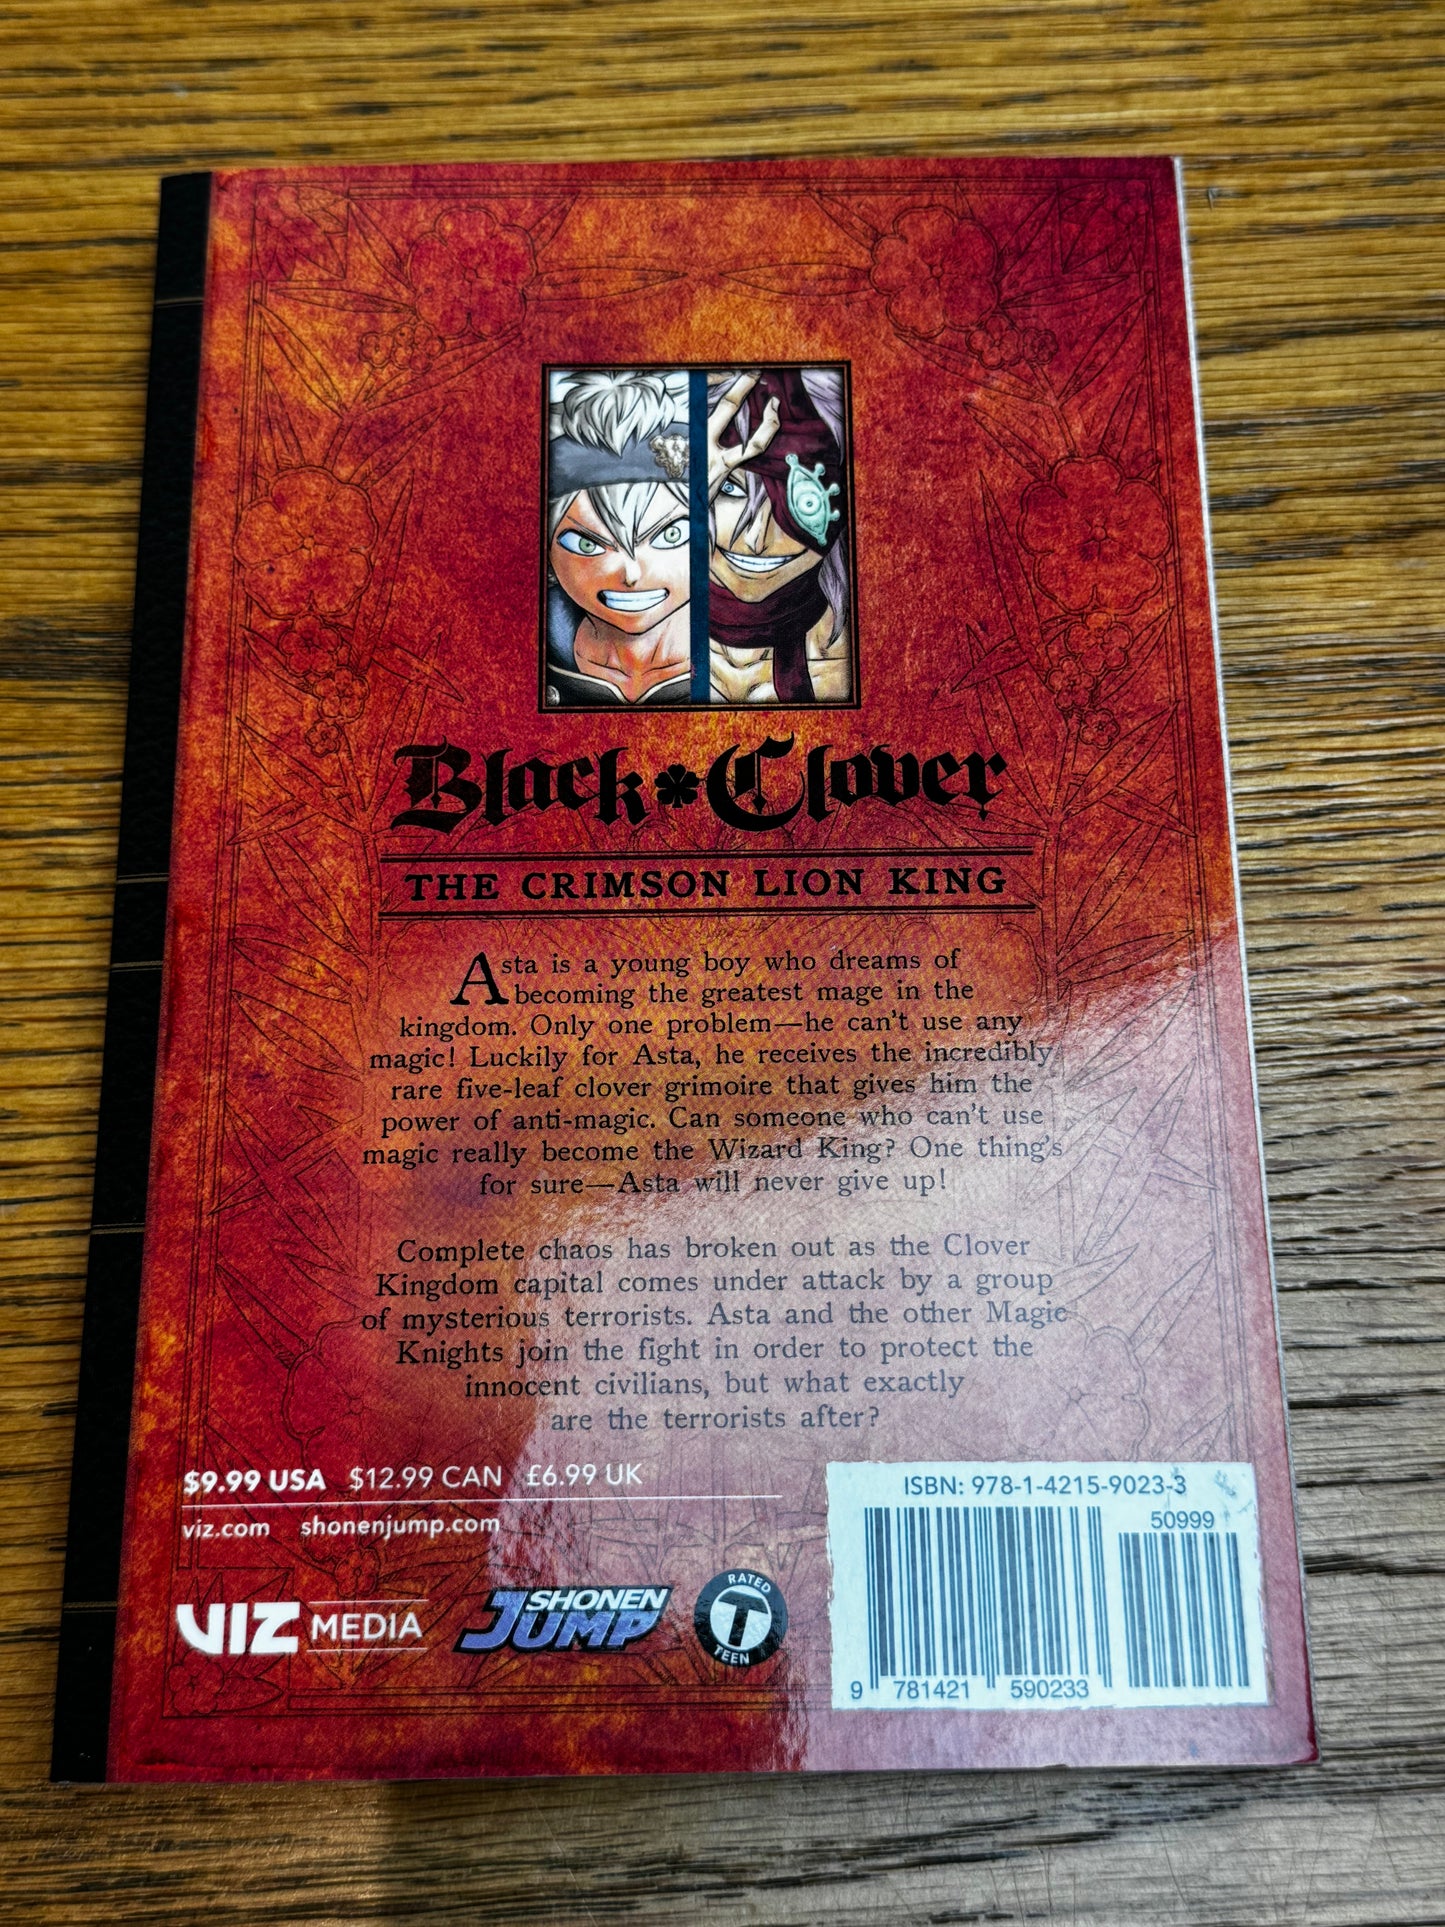 Black Clover
THE CRIMSON LION KING
Asta is a young boy who dreams of
becoming the greatest mage in the
kingdom. Only one problem—he can't use any
magic! Luckily for Asta, he receives the incredibly
rare five-leaf clover grimoire that gives him the
power of anti-magic. Can someone who can't use
magic really become the Wizard King? One thing's
for sure—Asta will never give up!
Complete chaos has broken out as the Clover
Kingdom capital comes under attack by a group
of mysterious terrorists. Asta and the other Magic
Knights join the fight in order to protect the
innocent civilians, but what exactly
are the terrorists after?
$9.99 USA $12.99 CAN £6.99 UK
viz.com shonenjump.com
VIZ MEDIA
SHONEN
JUMP
RATED
T
TEEN
ISBN: 978-1-4215-9023-3
50999
9 781421 590233